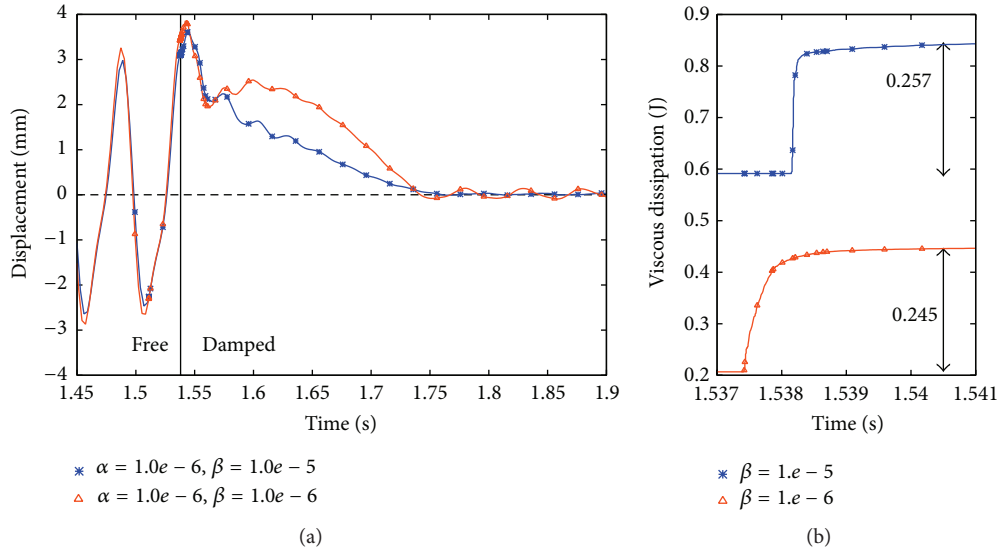 4
3
2
1
0
−1
−2
−3
−4
Displacement (mm)
Free
Damped
1.45 1.5 1.55 1.6 1.65 1.7 1.75 1.8 1.85 1.9
Time (s)
α = 1.0e − 6, β = 1.0e − 5
α = 1.0e − 6, β = 1.0e − 6
(a)
0.9
0.8
0.7
0.6
0.5
0.4
0.3
0.2
Viscous dissipation (J)
0.257
0.245
1.537 1.538 1.539 1.54 1.541
Time (s)
β = 1.e − 5
β = 1.e − 6
(b)